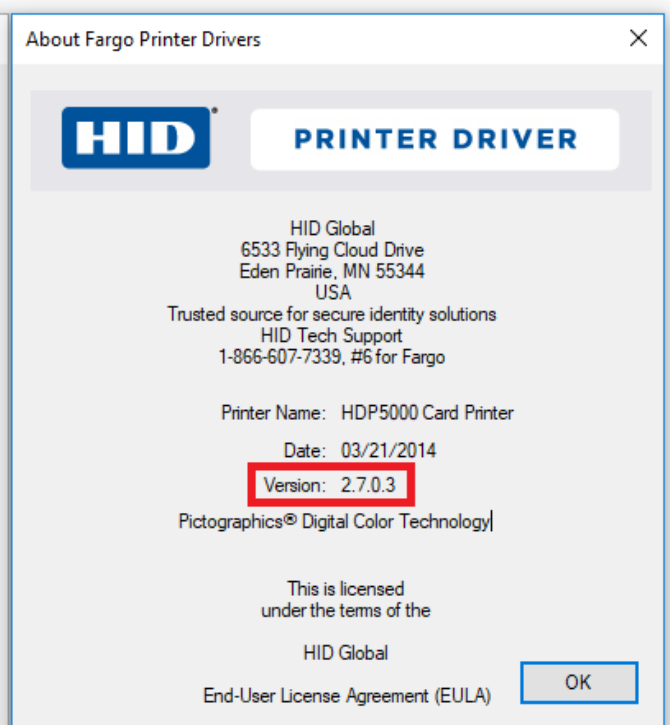 About Fargo Printer Drivers
HID
PRINTER DRIVER
HID Global
6533 Flying Cloud Drive
Eden Prairie, MN 55344
USA
Trusted source for secure identity solutions
HID Tech Support
1-866-607-7339, #6 for Fargo
Printer Name: HDP5000 Card Printer
Date: 03/21/2014
Version: 2.7.0.3
Pictographics® Digital Color Technology
This is licensed
under the terms of the
HID Global
End-User License Agreement (EULA)
OK